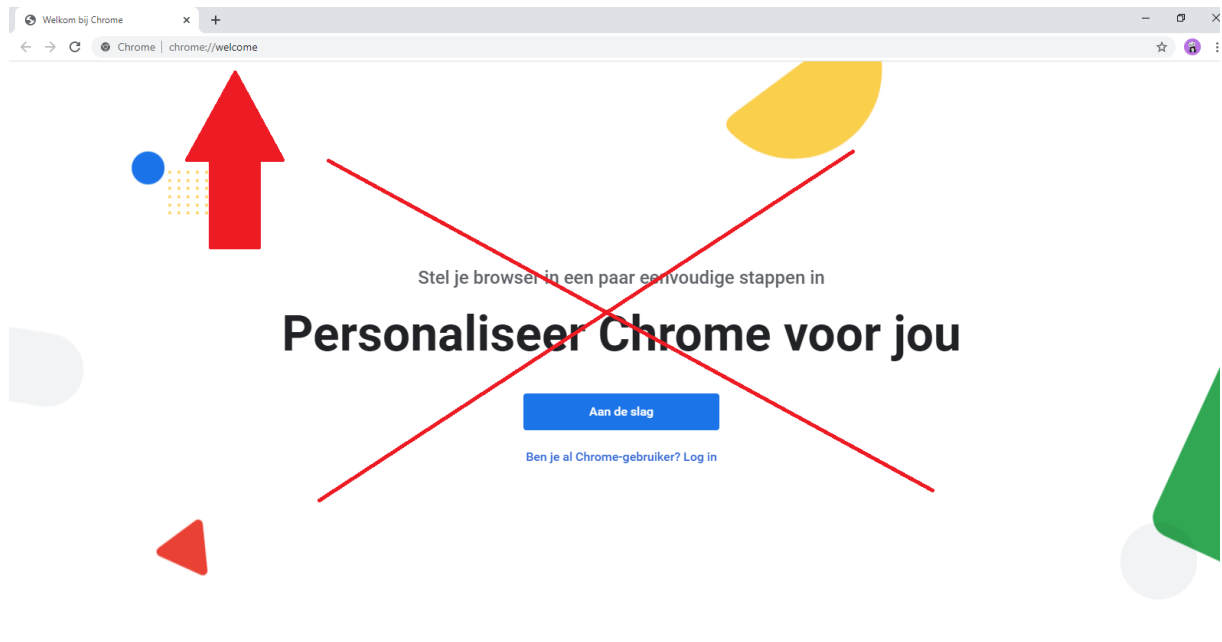 Welkom bij Chrome
Chrome | chrome://welcome
Stel je browser in een paar eenvoudige stappen in
Personaliseer Chrome voor jou
Aan de slag
Ben je al Chrome-gebruiker? Log in